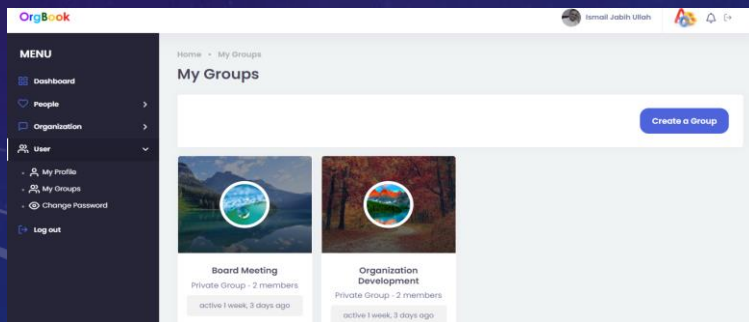 OrgBook
Ismail Jabih Ullah
MENU
Dashboard
People
Organization
User
My Profile
My Groups
Change Password
Log out
Home • My Groups
My Groups
Create a Group
Board Meeting
Private Group - 2 members
active 1 week, 3 days ago
Organization
Development
Private Group - 2 members
active 1 week, 3 days ago